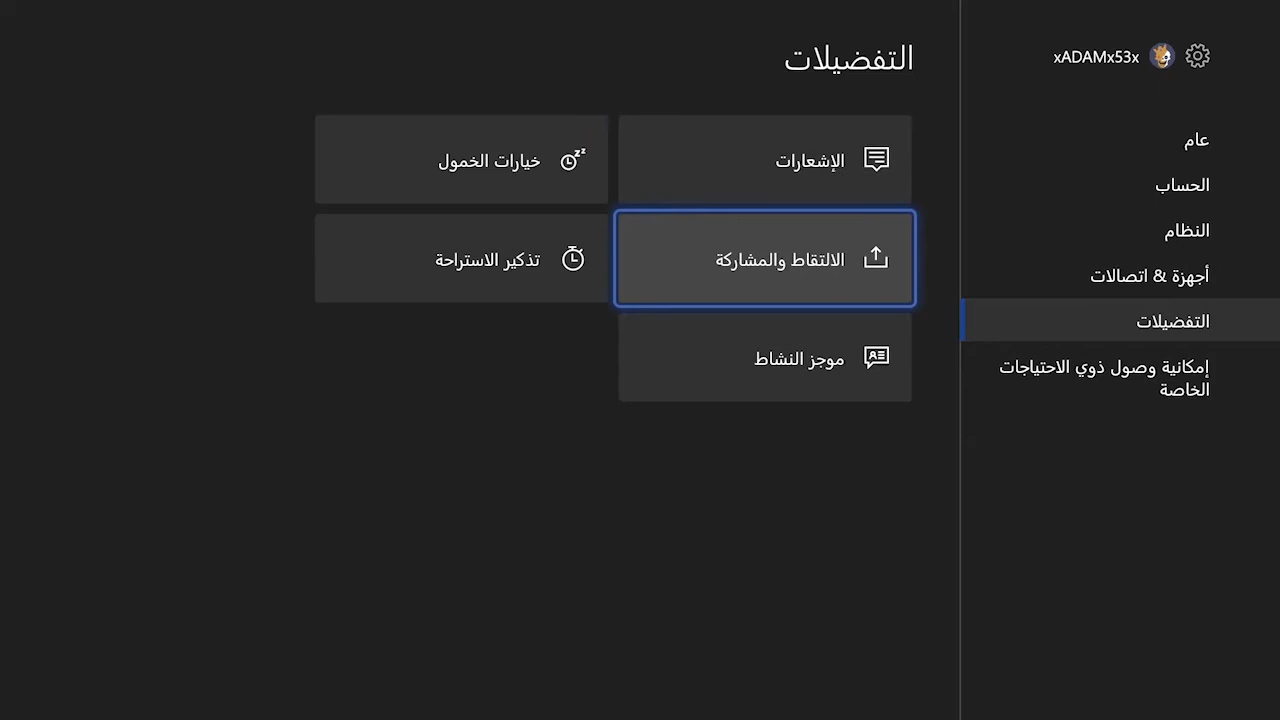 xADAMx53x
عام
الحساب
النظام
أجهزة & اتصالات
التفضيلات
إمكانية وصول ذوي الاحتياجات
الخاصة
التفضيلات
الإشعارات
خيارات الخمول
الالتقاط والمشاركة
تذكير الاستراحة
موجز النشاط